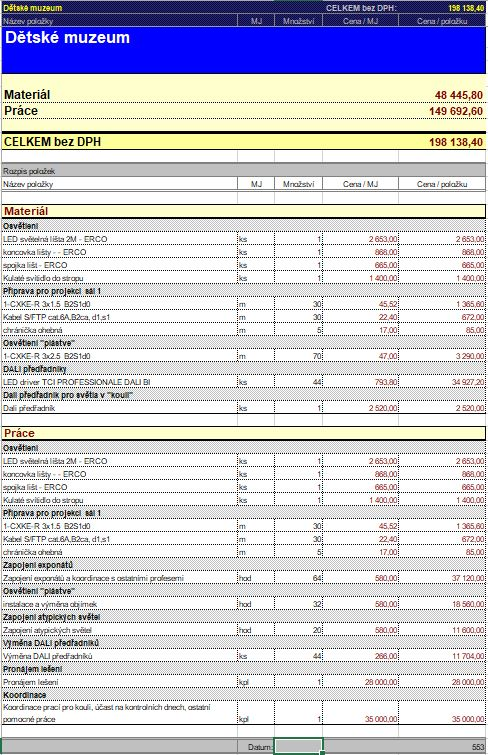 Dětské muzeum CELKEM bez DPH: 198 138,40
Název položky MJ Množství Cena / MJ Cena / položku
Dětské muzeum
Materiál 48 445,80
Práce 149 692,60
CELKEM bez DPH 198 138,40
Rozpis položek
Název položky MJ Množství Cena / MJ Cena / položku
Materiál
Osvětlení
LED světelná lišta 2M - ERCO ks 1 2 653,00 2 653,00
koncovka lišty - - ERCO ks 1 868,00 868,00
spojka lišt - ERCO ks 1 665,00 665,00
Kulaté svítidlo do stropu ks 1 1 400,00 1 400,00
Příprava pro projekci sál 1
1-CXKE-R 3x1.5 B2S1d0 m 30 45,52 1 365,60
Kabel S/FTP cat.6A,B2ca, d1,s1 m 30 22,40 672,00
chránička ohebná m 5 17,00 85,00
Osvětlení "plástve"
1-CXKE-R 3x2.5 B2S1d0 m 70 47,00 3 290,00
DALI předřadníky
LED driver TCI PROFESSIONALE DALI BI ks 44 793,80 34 927,20
Dali předřadník pro světla v "kouli"
Dali předřadník ks 1 2 520,00 2 520,00
Práce
Osvětlení
LED světelná lišta 2M - ERCO ks 1 2 653,00 2 653,00
koncovka lišty - - ERCO ks 1 868,00 868,00
spojka lišt - ERCO ks 1 665,00 665,00
Kulaté svítidlo do stropu ks 1 1 400,00 1 400,00
Příprava pro projekci sál 1
1-CXKE-R 3x1.5 B2S1d0 m 30 45,52 1 365,60
Kabel S/FTP cat.6A,B2ca, d1,s1 m 30 22,40 672,00
chránička ohebná m 5 17,00 85,00
Zapojení exponátů
Zapojení exponátů a koordinace s ostatními profesemi hod 64 580,00 37 120,00
Osvětlení "plástve"
instalace a výměna objímek hod 32 580,00 18 560,00
Zapojení atypických světel
Zapojení atypických světel hod 20 580,00 11 600,00
Výměna DALI předřadníků
Výměna DALI předřadníků ks 44 266,00 11 704,00
Pronájem lešení
Pronájem lešení kpl 1 28 000,00 28 000,00
Koordinace
Koordinace prací pro kouli, účast na kontrolních dnech, ostatní
pomocné práce kpl 1 35 000,00 35 000,00
Datum: 553